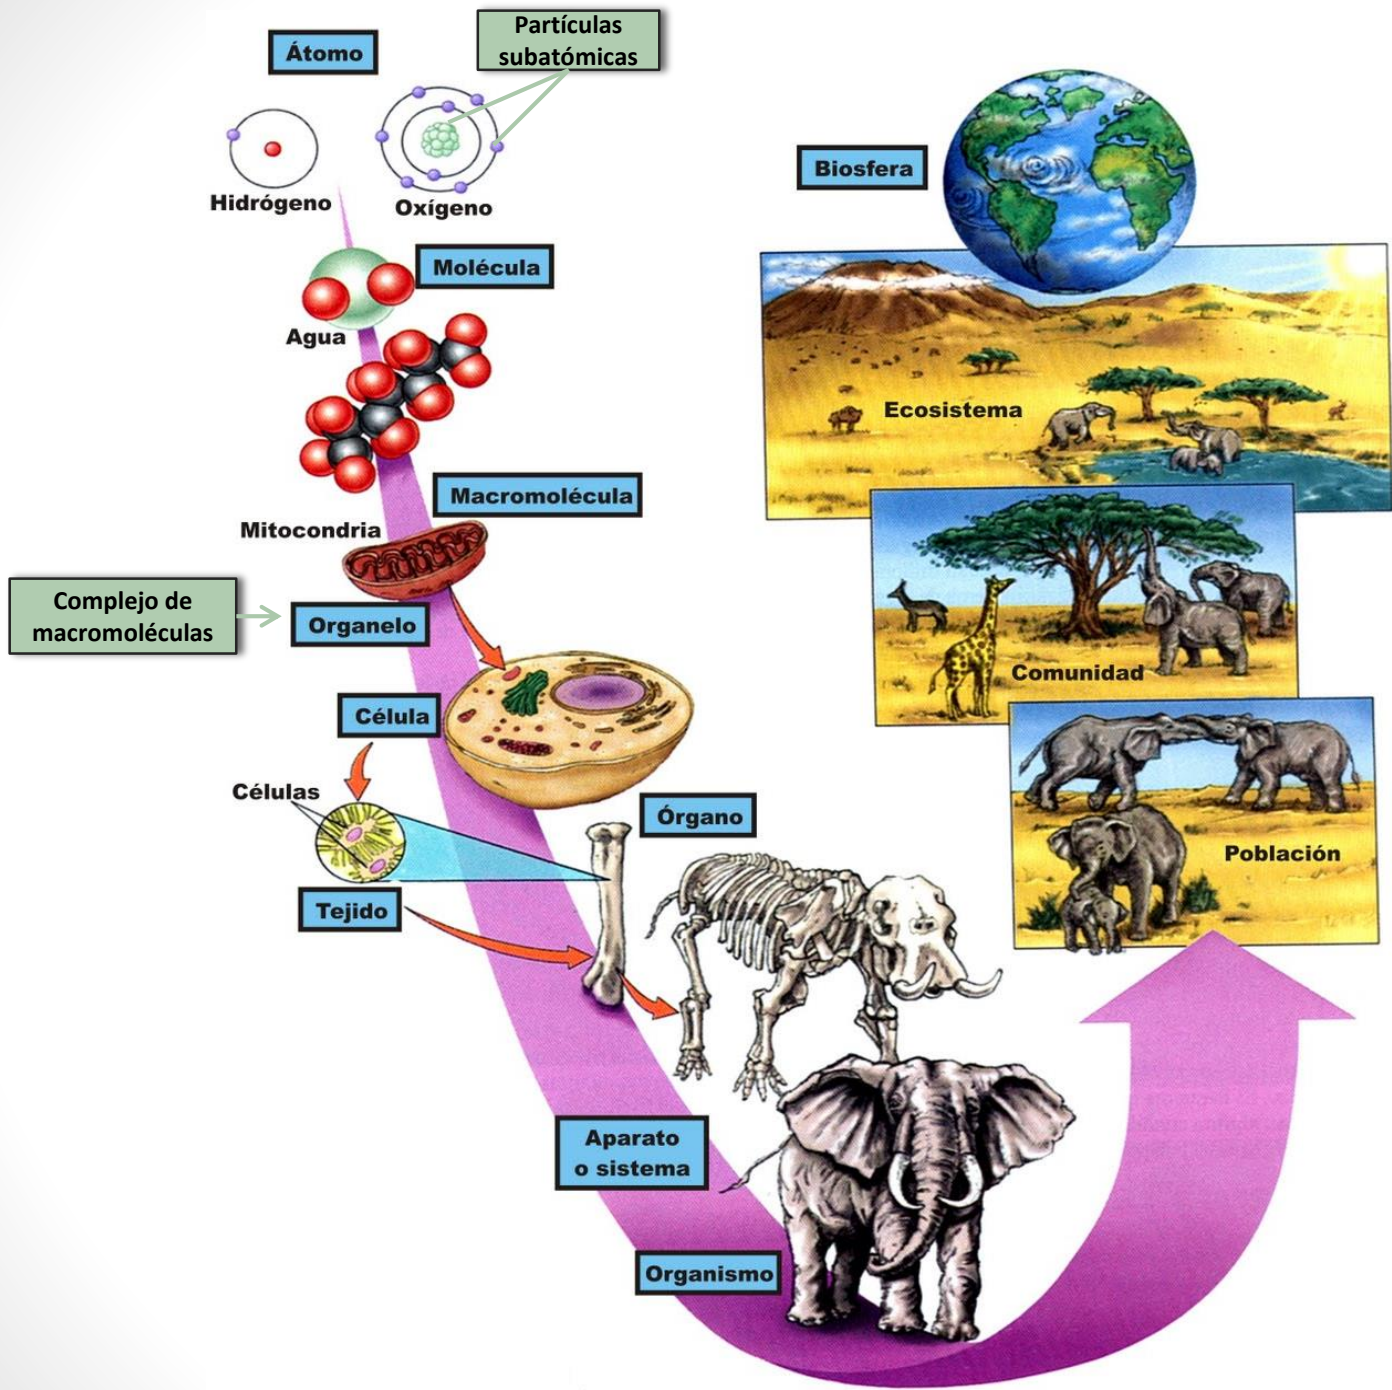 Átomo
Partículas
subatómicas
Hidrógeno
Oxígeno
Molécula
Agua
Macromolécula
Mitocondria
Complejo de
macromoléculas
Organelo
Célula
Células
Tejido
Órgano
Aparato
o sistema
Organismo
Población
Comunidad
Ecosistema
Biosfera